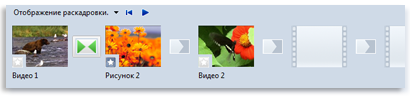 Отображение раскадровки.
Видео 1
Рисунок 2
Видео 2